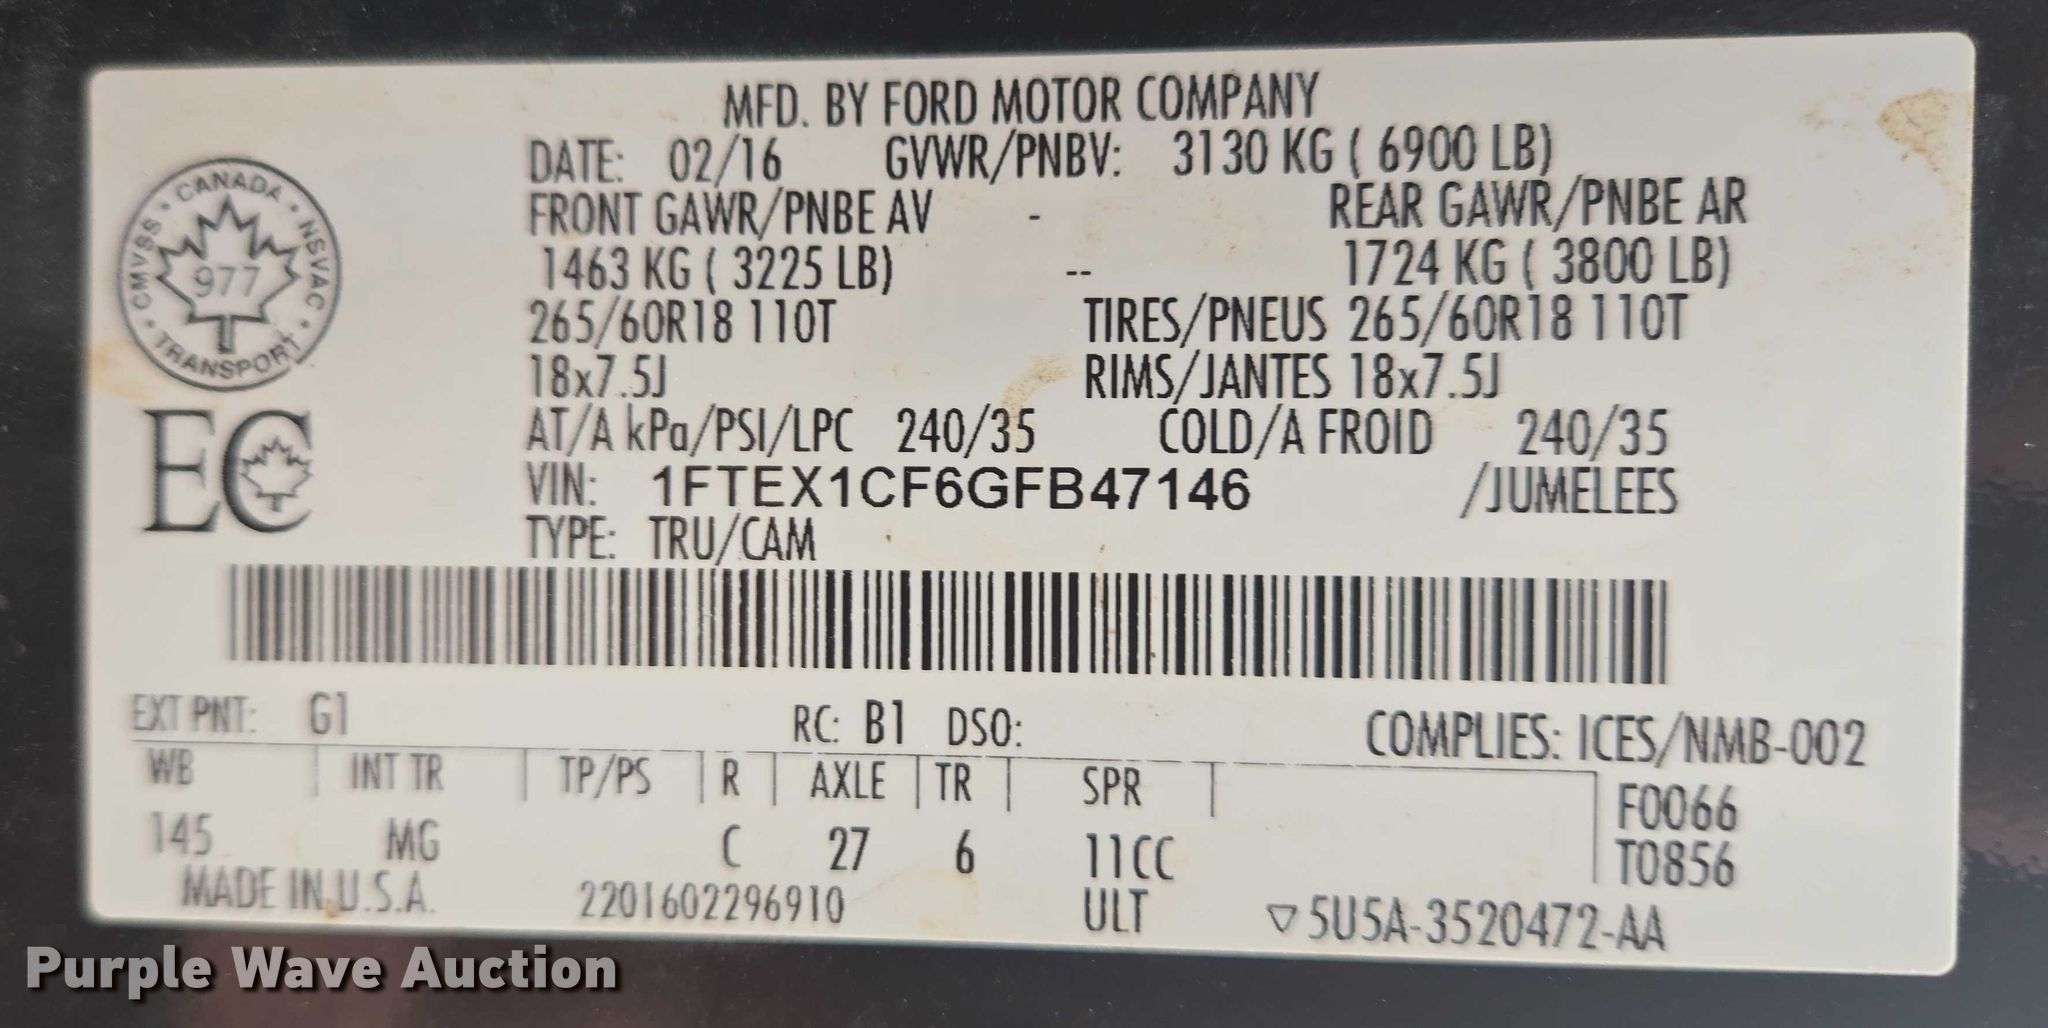 MFD. BY FORD MOTOR COMPANY
DATE: 02/16 GVWR/PNBV: 3130 KG ( 6900 LB)
FRONT GAWR/PNBE AV - REAR GAWR/PNBE AR
1463 KG ( 3225 LB) -- 1724 KG ( 3800 LB)
265/60R18 110T TIRES/PNEUS 265/60R18 110T
18x7.5J RIMS/JANTES 18x7.5J
AT/A kPa/PSI/LPC 240/35 COLD/A FROID 240/35
VIN: 1FTEX1CF6GFB47146 /JUMELEES
TYPE: TRU/CAM
CANADA • NSVAC • TRANSPORT • CMVSS •
977
EC
EXT PNT: G1 RC: B1 DSO: COMPLIES: ICES/NMB-002
WB INT TR TP/PS R AXLE TR SPR F0066
145 MG C 27 6 11CC T0856
MADE IN U.S.A. 2201602296910 ULT ▽5U5A-3520472-AA
Purple Wave Auction